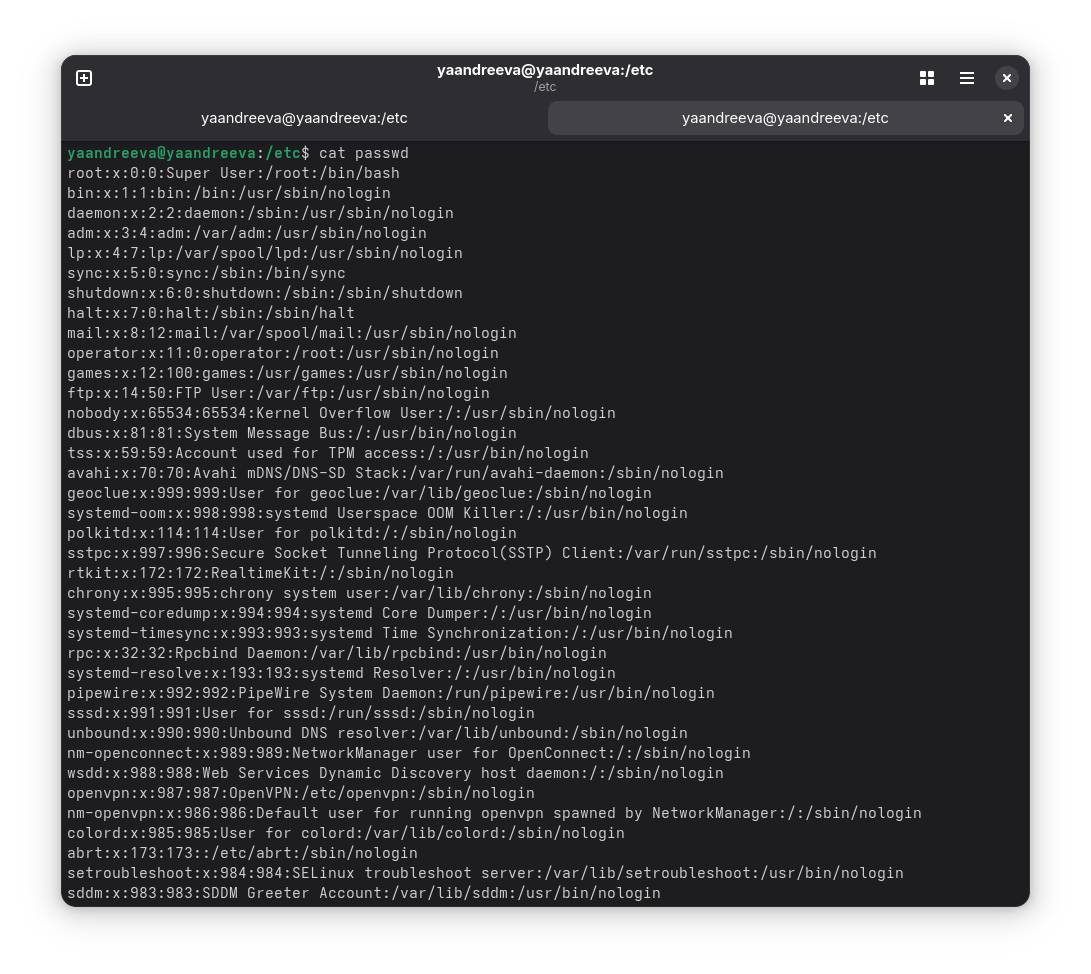 yaandreeva@yaandreeva:/etc
/etc
yaandreeva@yaandreeva:/etc
yaandreeva@yaandreeva:/etc
yaandreeva@yaandreeva:/etc$ cat passwd
root:x:0:0:Super User:/root:/bin/bash
bin:x:1:1:bin:/bin:/usr/sbin/nologin
daemon:x:2:2:daemon:/sbin:/usr/sbin/nologin
adm:x:3:4:adm:/var/adm:/usr/sbin/nologin
lp:x:4:7:lp:/var/spool/lpd:/usr/sbin/nologin
sync:x:5:0:sync:/sbin:/bin/sync
shutdown:x:6:0:shutdown:/sbin:/sbin/shutdown
halt:x:7:0:halt:/sbin:/sbin/halt
mail:x:8:12:mail:/var/spool/mail:/usr/sbin/nologin
operator:x:11:0:operator:/root:/usr/sbin/nologin
games:x:12:100:games:/usr/games:/usr/sbin/nologin
ftp:x:14:50:FTP User:/var/ftp:/usr/sbin/nologin
nobody:x:65534:65534:Kernel Overflow User:/:/usr/sbin/nologin
dbus:x:81:81:System Message Bus:/:/usr/bin/nologin
tss:x:59:59:Account used for TPM access:/:/usr/bin/nologin
avahi:x:70:70:Avahi mDNS/DNS-SD Stack:/var/run/avahi-daemon:/sbin/nologin
geoclue:x:999:999:User for geoclue:/var/lib/geoclue:/sbin/nologin
systemd-oom:x:998:998:systemd Userspace OOM Killer:/:/usr/bin/nologin
polkitd:x:114:114:User for polkitd:/:/sbin/nologin
sstpc:x:997:996:Secure Socket Tunneling Protocol(SSTP) Client:/var/run/sstpc:/sbin/nologin
rtkit:x:172:172:RealtimeKit:/:/sbin/nologin
chrony:x:995:995:chrony system user:/var/lib/chrony:/sbin/nologin
systemd-coredump:x:994:994:systemd Core Dumper:/:/usr/bin/nologin
systemd-timesync:x:993:993:systemd Time Synchronization:/:/usr/bin/nologin
rpc:x:32:32:Rpcbind Daemon:/var/lib/rpcbind:/usr/bin/nologin
systemd-resolve:x:193:193:systemd Resolver:/:/usr/bin/nologin
pipewire:x:992:992:PipeWire System Daemon:/run/pipewire:/usr/bin/nologin
sssd:x:991:991:User for sssd:/run/sssd:/sbin/nologin
unbound:x:990:990:Unbound DNS resolver:/var/lib/unbound:/sbin/nologin
nm-openconnect:x:989:989:NetworkManager user for OpenConnect:/:/sbin/nologin
wsdd:x:988:988:Web Services Dynamic Discovery host daemon:/:/sbin/nologin
openvpn:x:987:987:OpenVPN:/etc/openvpn:/sbin/nologin
nm-openvpn:x:986:986:Default user for running openvpn spawned by NetworkManager:/:/sbin/nologin
colord:x:985:985:User for colord:/var/lib/colord:/sbin/nologin
abrt:x:173:173::/etc/abrt:/sbin/nologin
setroubleshoot:x:984:984:SELinux troubleshoot server:/var/lib/setroubleshoot:/usr/bin/nologin
sddm:x:983:983:SDDM Greeter Account:/var/lib/sddm:/usr/bin/nologin